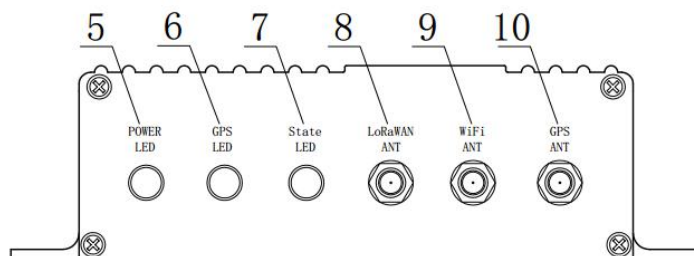 5 6 7 8 9 10
POWER GPS State LoRaWAN WiFi GPS
LED LED LED ANT ANT ANT